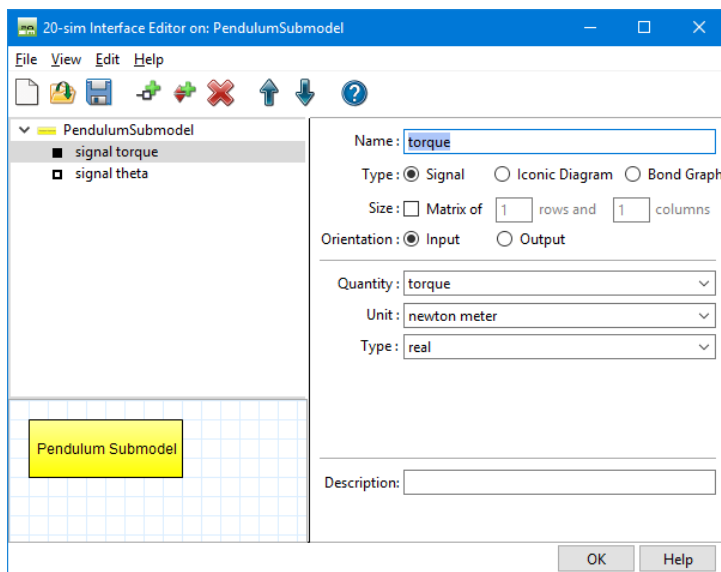 20-sim Interface Editor on: PendulumSubmodel
File View Edit Help
PendulumSubmodel
signal torque
signal theta
Name : torque
Type : Signal Iconic Diagram Bond Graph
Size : Matrix of 1 rows and 1 columns
Orientation : Input Output
Quantity : torque
Unit : newton meter
Type : real
Pendulum Submodel
Description:
OK Help